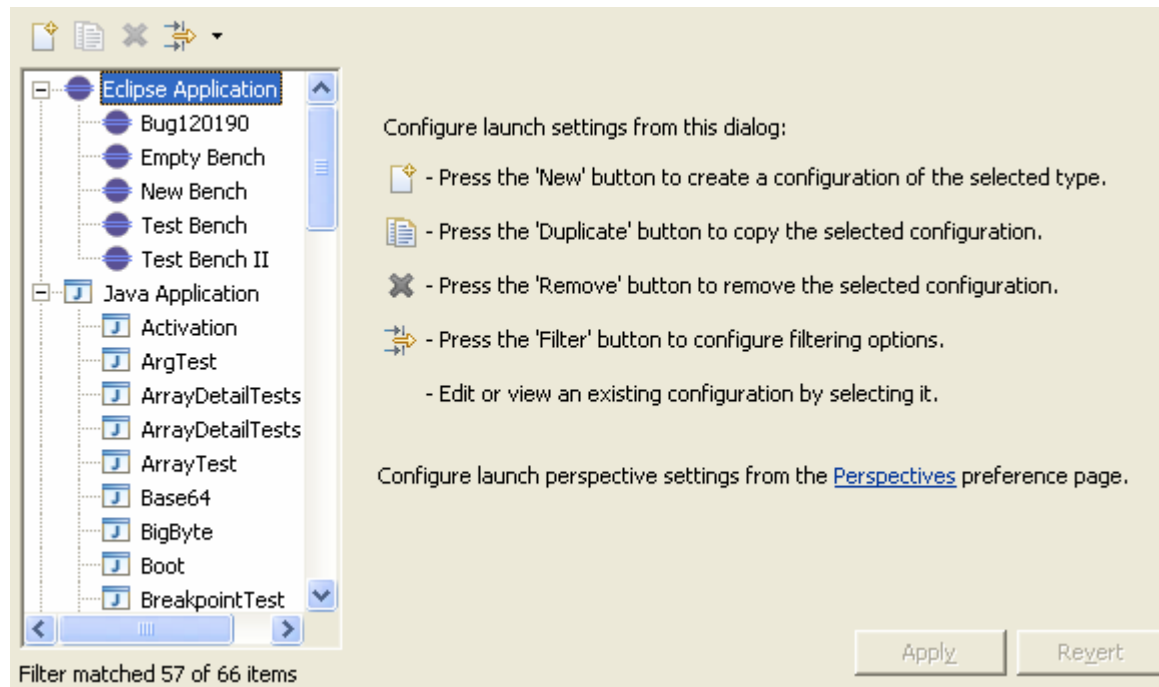 Eclipse Application
Bug120190
Empty Bench
New Bench
Test Bench
Test Bench II
Java Application
Activation
ArgTest
ArrayDetailTests
ArrayDetailTests
ArrayTest
Base64
BigByte
Boot
BreakpointTest
Filter matched 57 of 66 items
Configure launch settings from this dialog:
- Press the 'New' button to create a configuration of the selected type.
- Press the 'Duplicate' button to copy the selected configuration.
- Press the 'Remove' button to remove the selected configuration.
- Press the 'Filter' button to configure filtering options.
- Edit or view an existing configuration by selecting it.
Configure launch perspective settings from the Perspectives preference page.
Apply Revert